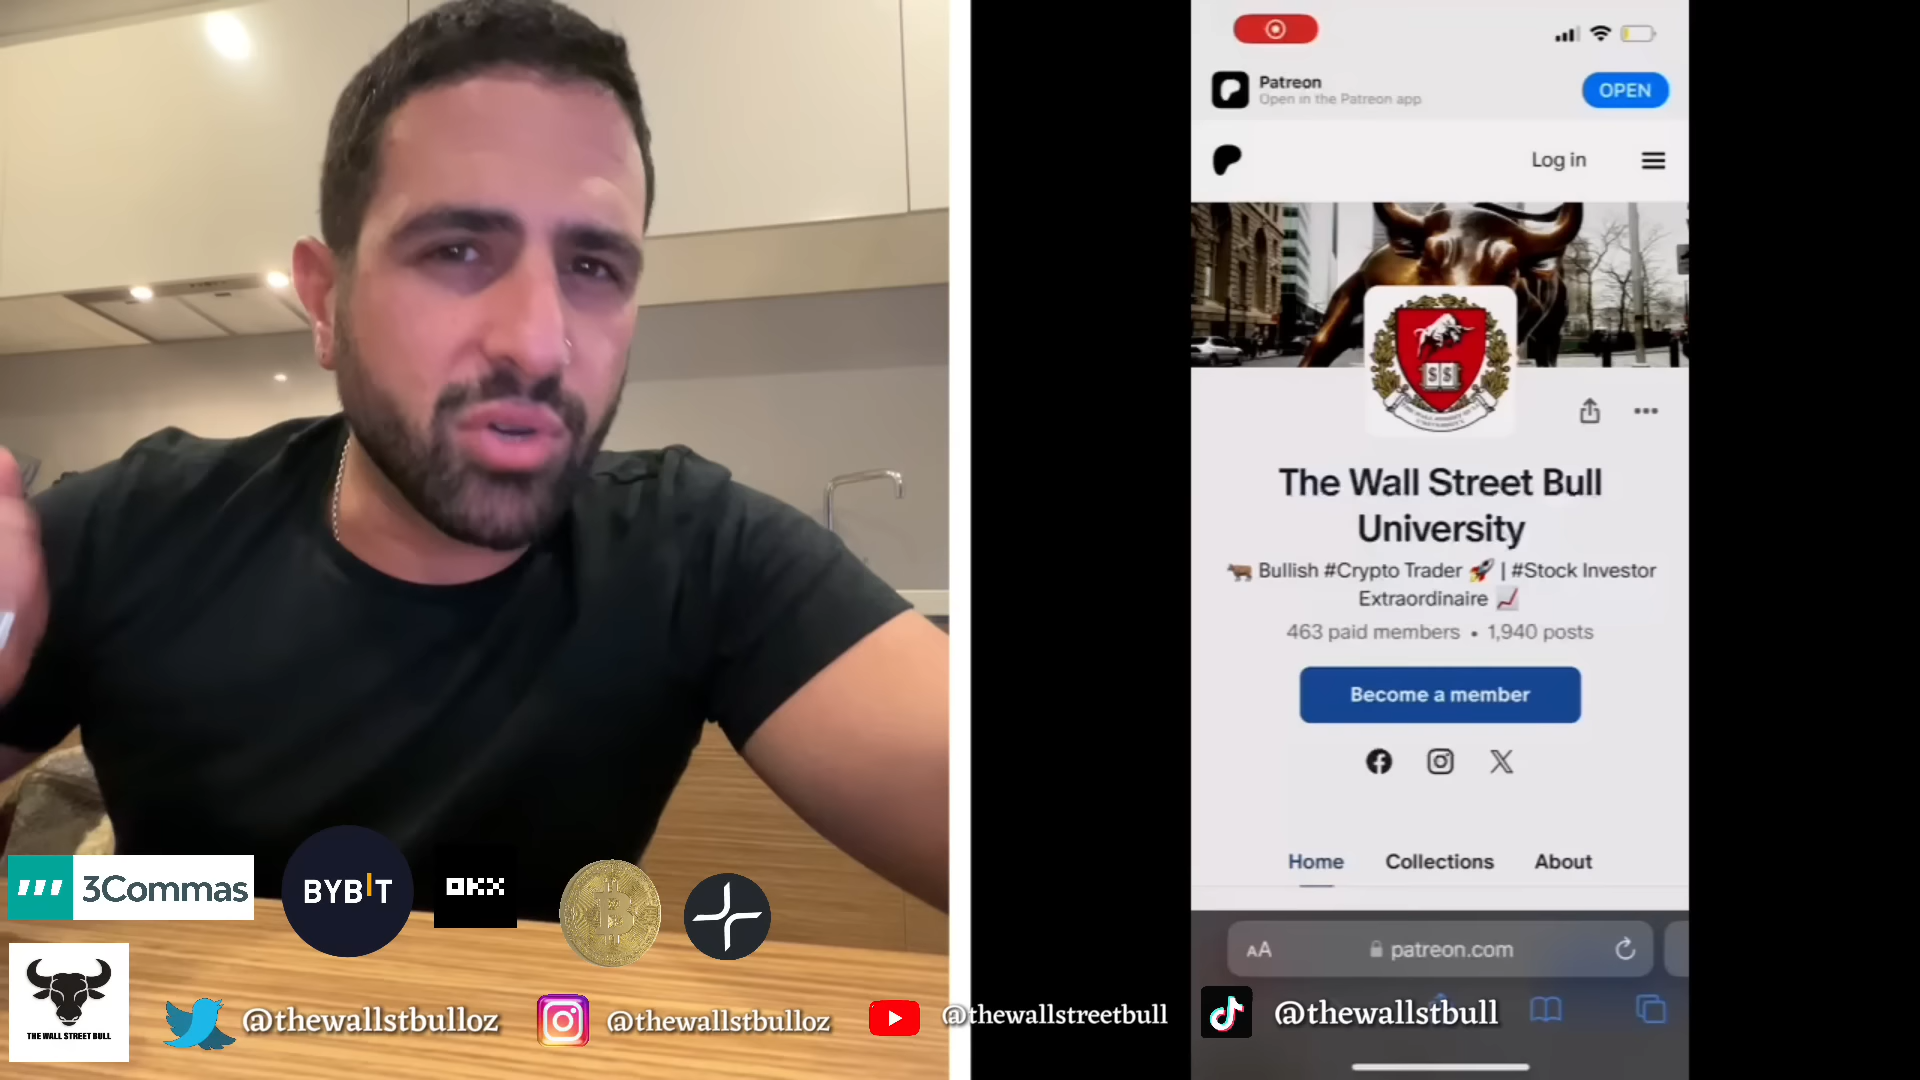 Patreon
Open in the Patreon app
OPEN
Log in
The Wall Street Bull
University
Bullish #Crypto Trader | #Stock Investor
Extraordinaire
463 paid members • 1,940 posts
Become a member
Home Collections About
AA patreon.com
3Commas
BYBIT
OKX
THE WALL STREET BULL
@thewallstbulloz
@thewallstbulloz
@thewallstreetbull
@thewallstbull